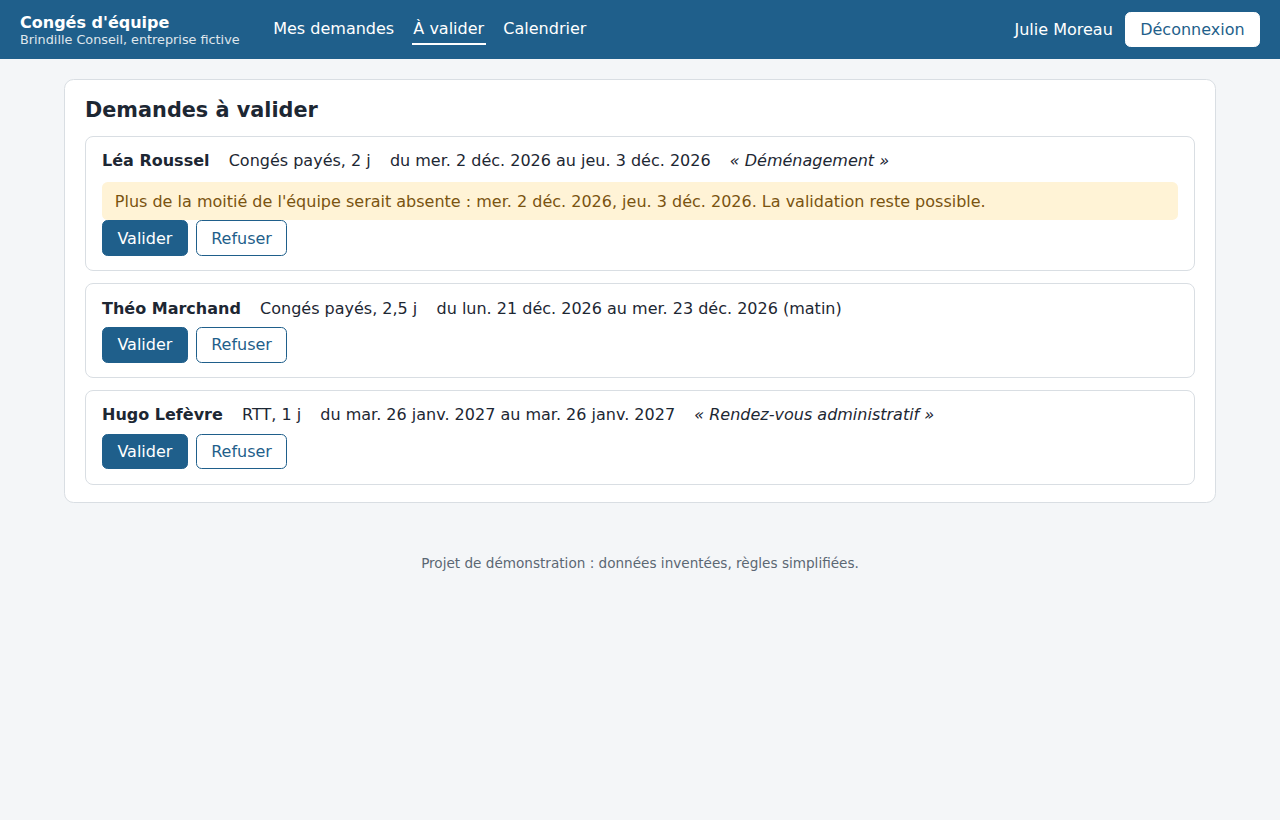 Congés d'équipe
Brindille Conseil, entreprise fictive
Mes demandes À valider Calendrier
Julie Moreau Déconnexion
Demandes à valider
Léa Roussel Congés payés, 2 j du mer. 2 déc. 2026 au jeu. 3 déc. 2026 « Déménagement »
Plus de la moitié de l'équipe serait absente : mer. 2 déc. 2026, jeu. 3 déc. 2026. La validation reste possible.
Valider Refuser
Théo Marchand Congés payés, 2,5 j du lun. 21 déc. 2026 au mer. 23 déc. 2026 (matin)
Valider Refuser
Hugo Lefèvre RTT, 1 j du mar. 26 janv. 2027 au mar. 26 janv. 2027 « Rendez-vous administratif »
Valider Refuser
Projet de démonstration : données inventées, règles simplifiées.